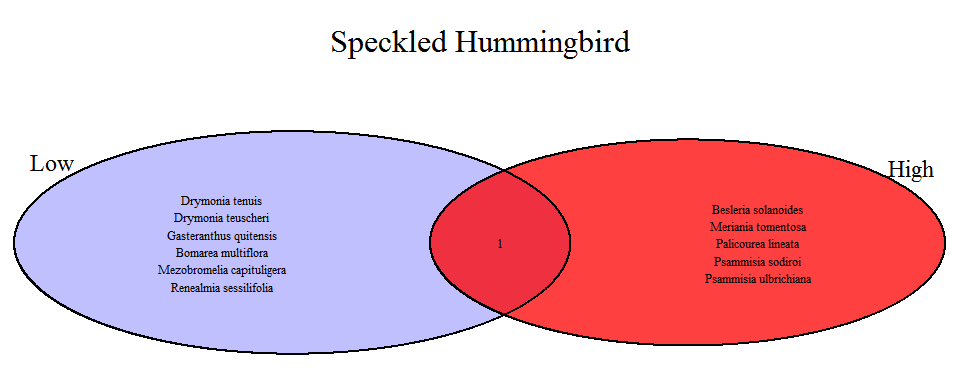 Speckled Hummingbird
Low
High
Drymonia tenuis
Drymonia teuscheri
Gasteranthus quitensis
Bomarea multiflora
Mezobromelia capituligera
Renealmia sessilifolia
1
Besleria solanoides
Meriania tomentosa
Palicourea lineata
Psammisia sodiroi
Psammisia ulbrichiana